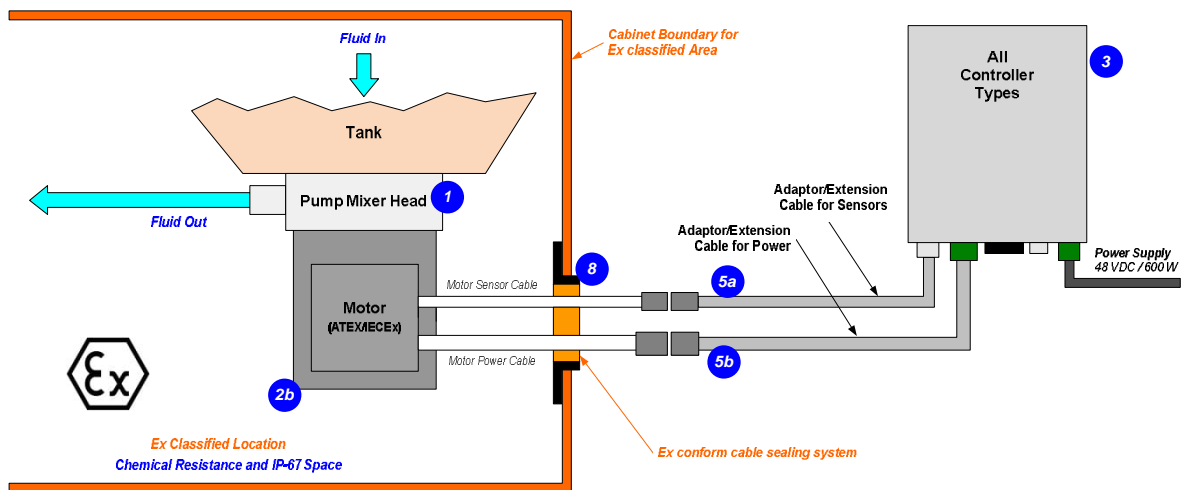 Fluid In
Cabinet Boundary for
Ex classified Area
3
All
Controller
Types
Tank
1
Pump Mixer Head
Fluid Out
Adaptor/Extension
Cable for Sensors
Adaptor/Extension
Cable for Power
Power Supply
48 VDC / 600 W
8
5a
Motor Sensor Cable
Motor
(ATEX/IECEx)
Motor Power Cable
5b
2b
εx
Ex Classified Location
Chemical Resistance and IP-67 Space
Ex conform cable sealing system